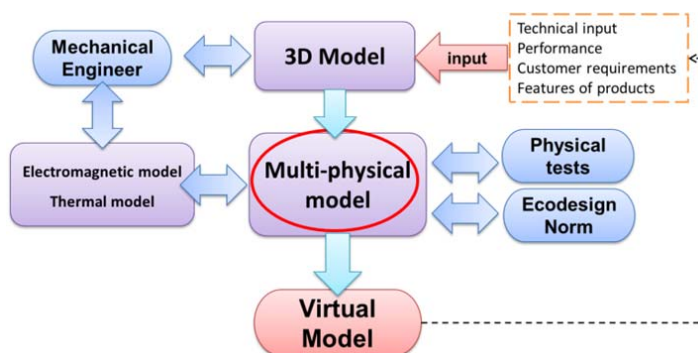 Mechanical
Engineer
3D Model
input
Technical input
Performance
Customer requirements
Features of products
Electromagnetic model
Thermal model
Multi-physical
model
Physical
tests
Ecodesign
Norm
Virtual
Model